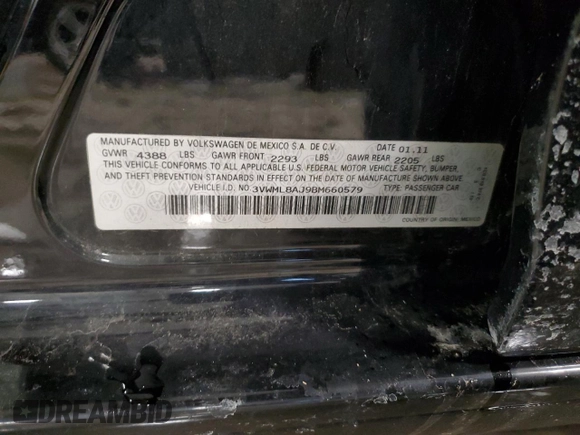 MANUFACTURED BY VOLKSWAGEN DE MEXICO S.A. DE C.V. DATE 01.11
GVWR 4388 LBS GAWR FRONT 2293 LBS GAWR REAR 2205 LBS
THIS VEHICLE CONFORMS TO ALL APPLICABLE U.S. FEDERAL MOTOR VEHICLE SAFETY, BUMPER,
AND THEFT PREVENTION STANDARDS IN EFFECT ON THE DATE OF MANUFACTURE SHOWN ABOVE
VEHICLE I.D. NO. 3VWML8AJ9BM660579 TYPE: PASSENGER CAR
COUNTRY OF ORIGIN: MEXICO
DREAMBID